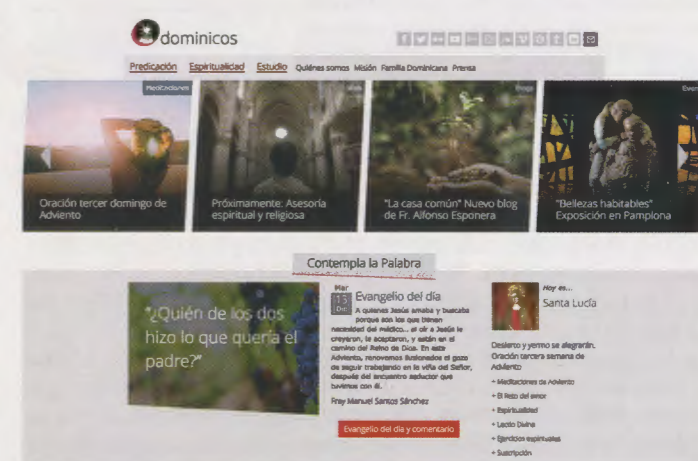 dominicos
Predicación Espiritualidad Estudio Quiénes somos Misión Familia Dominicana Prensa
Meditaciones
Oración tercer domingo de
Adviento
Próximamente: Asesoría
espiritual y religiosa
Blogs
"La casa común" Nuevo blog
de Fr. Alfonso Esponera
"Bellezas habitables"
Exposición en Pamplona
Contempla la Palabra
"¿Quién de los dos
hizo lo que quería el
padre?"
Mar
13
Dic
Evangelio del día
A quienes Jesús amaba y buscaba
porque son los que tienen
necesidad del médico... el oír a Jesús le
creyeron, le aceptaron, y están en el
camino del Reino de Dios. En este
Adviento, renovemos ilusionados el gozo
de seguir trabajando en la viña del Señor,
después del encuentro seductor que
tuvimos con él.
Fray Manuel Santos Sánchez
Evangelio del día y comentario
Hoy es...
Santa Lucía
Desierto y yermo se alegrarán.
Oración tercera semana de
Adviento
+ Meditaciones de Adviento
+ El Reto del amor
+ Espiritualidad
+ Lectio Divina
+ Ejercicios espirituales
+ Suscripción